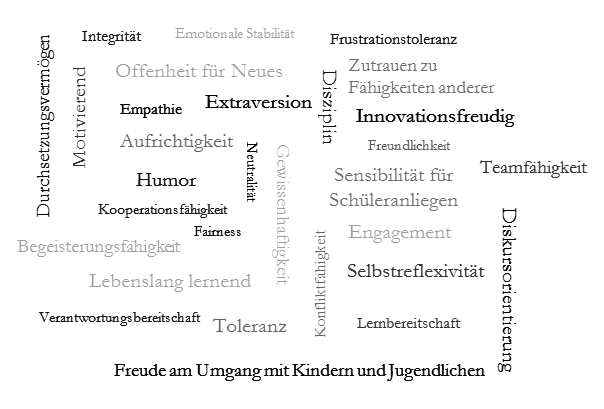 Integrität
Emotionale Stabilität
Frustrationstoleranz
Durchsetzungsvermögen
Motivierend
Offenheit für Neues
Disziplin
Zutrauen zu
Fähigkeiten anderer
Empathie
Extraversion
Innovationsfreudig
Aufrichtigkeit
Neutralität
Gewissenhaftigkeit
Freundlichkeit
Humor
Sensibilität für
Schüleranliegen
Teamfähigkeit
Kooperationsfähigkeit
Fairness
Engagement
Diskursorientierung
Begeisterungsfähigkeit
Konfliktfähigkeit
Lebenslang lernend
Selbstreflexivität
Verantwortungsbereitschaft
Toleranz
Lernbereitschaft
Freude am Umgang mit Kindern und Jugendlichen